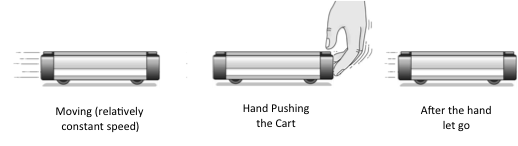 Moving (relatively
constant speed)
Hand Pushing
the Cart
After the hand
let go